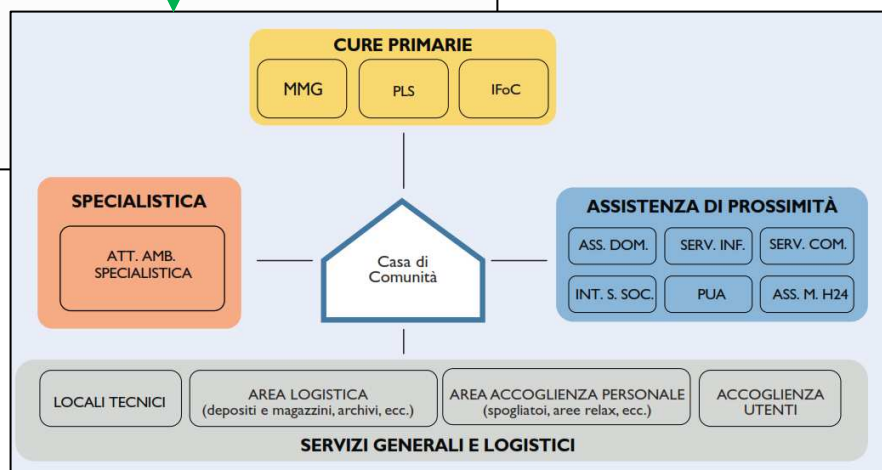 CURE PRIMARIE
MMG
PLS
IFoC
SPECIALISTICA
ATT. AMB.
SPECIALISTICA
Casa di
Comunità
ASSISTENZA DI PROSSIMITÀ
ASS. DOM.
SERV. INF.
SERV. COM.
INT. S. SOC.
PUA
ASS. M. H24
LOCALI TECNICI
AREA LOGISTICA
(depositi e magazzini, archivi, ecc.)
AREA ACCOGLIENZA PERSONALE
(spogliatoi, aree relax, ecc.)
ACCOGLIENZA
UTENTI
SERVIZI GENERALI E LOGISTICI